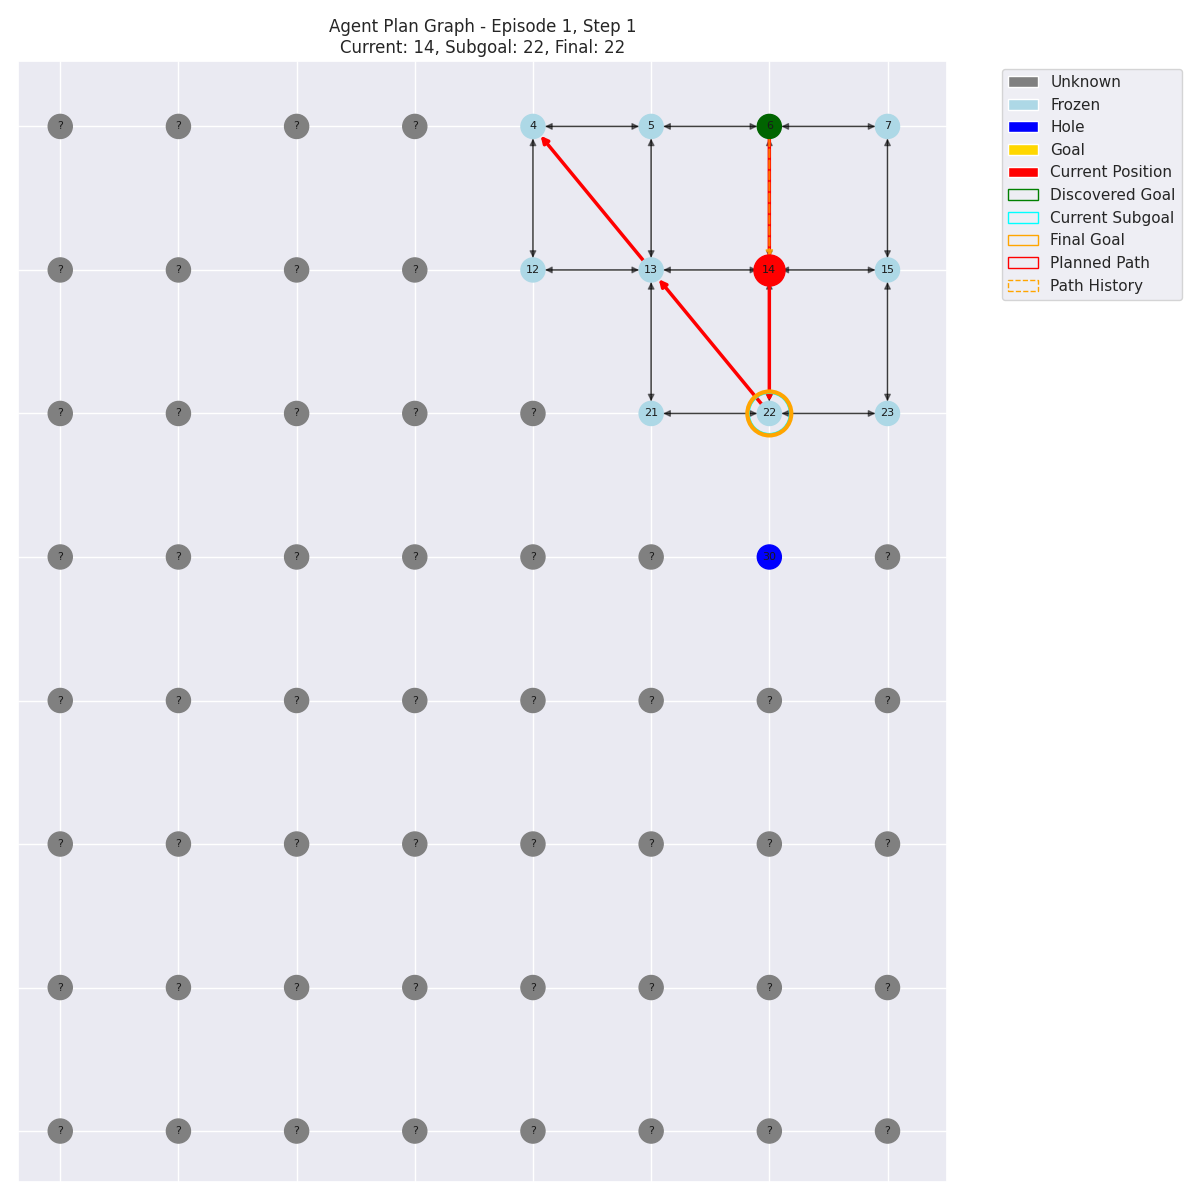 Agent Plan Graph - Episode 1, Step 1
Current: 14, Subgoal: 22, Final: 22
? ? ? ? 4 5 6 7
? ? ? ? 12 13 14 15
? ? ? ? ? 21 22 23
? ? ? ? ? ? 30 ?
? ? ? ? ? ? ? ?
? ? ? ? ? ? ? ?
? ? ? ? ? ? ? ?
? ? ? ? ? ? ? ?
Unknown
Frozen
Hole
Goal
Current Position
Discovered Goal
Current Subgoal
Final Goal
Planned Path
Path History